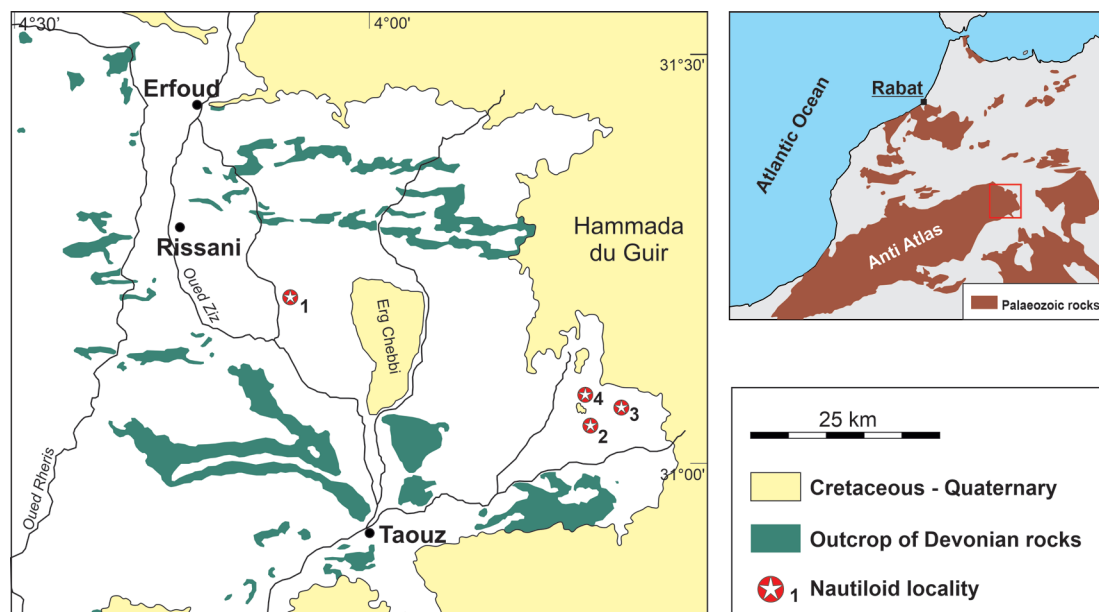 4°30'
4°00'
31°30'
Erfoud
Rissani
Oued Ziz
1
Erg Chebbi
Hammada
du Guir
4
3
2
31°00'
Oued Rheris
Taouz
Atlantic Ocean
Rabat
Anti Atlas
Palaeozoic rocks
25 km
Cretaceous - Quaternary
Outcrop of Devonian rocks
1 Nautiloid locality